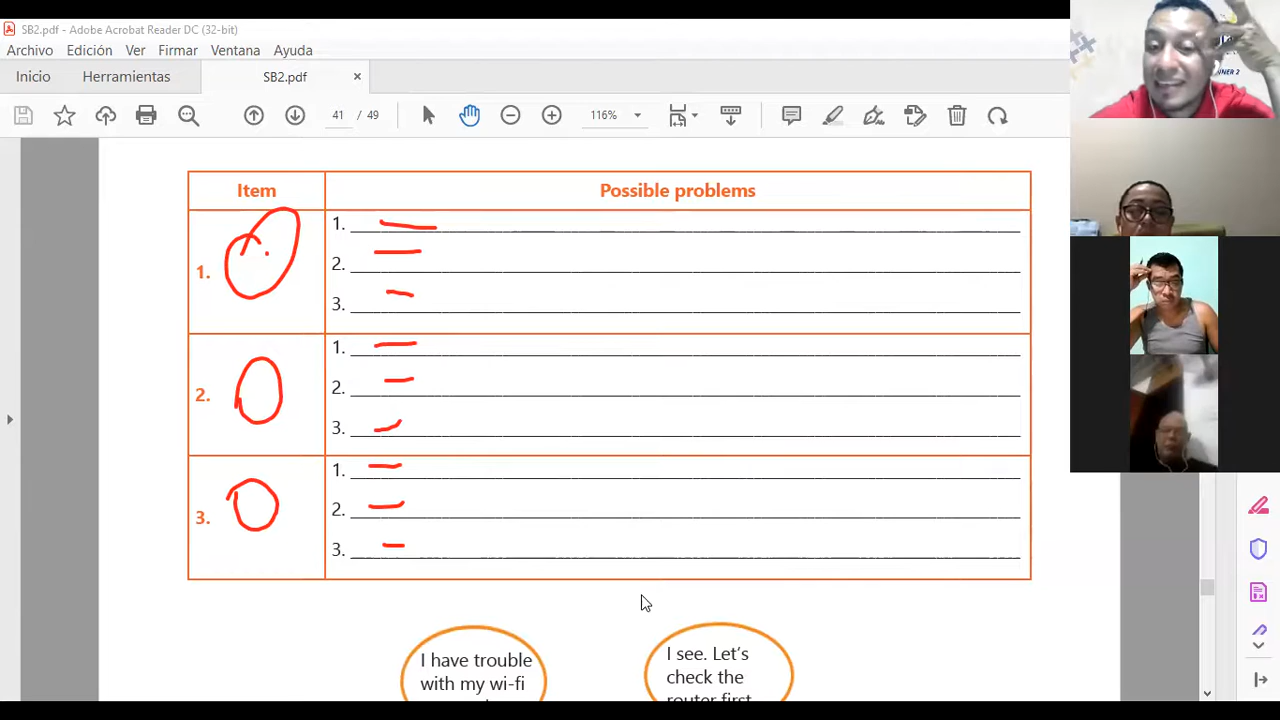 SB2.pdf - Adobe Acrobat Reader DC (32-bit)
Archivo Edición Ver Firmar Ventana Ayuda
Inicio Herramientas SB2.pdf ×
41 / 49 116%
Item Possible problems
1. 1.
2.
3.
2. 1.
2.
3.
3. 1.
2.
3.
I have trouble
with my wi-fi
I see. Let's
check the
router first